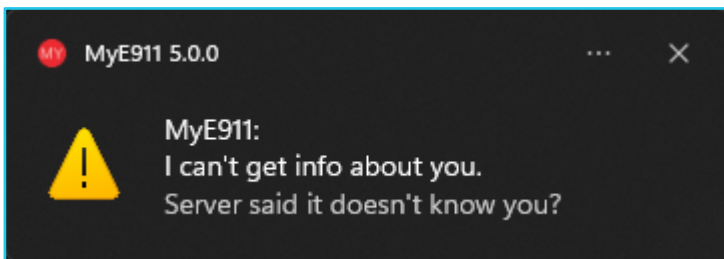 MY MyE911 5.0.0
MyE911:
I can't get info about you.
Server said it doesn't know you?